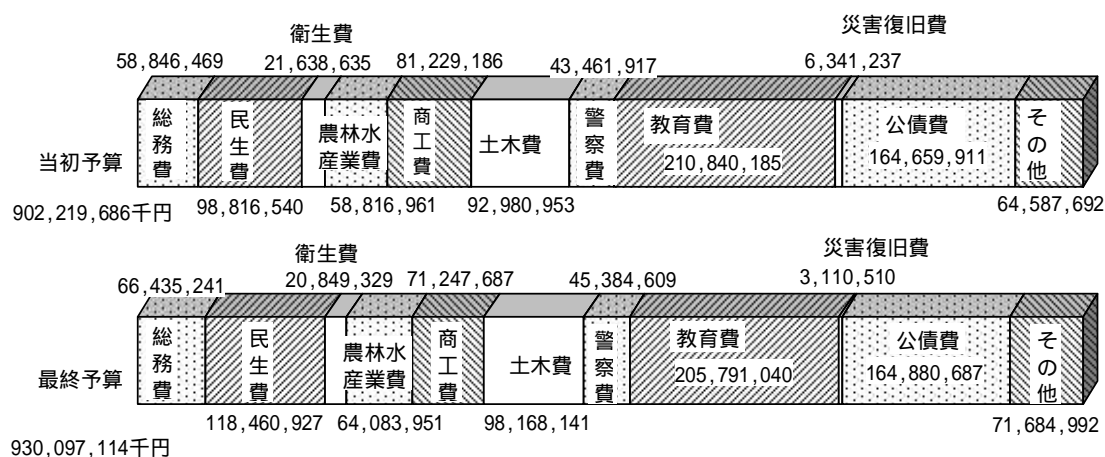 衛生費 災害復旧費
58,846,469 21,638,635 81,229,186 43,461,917 6,341,237
当初予算 総務費 民生費 農林水産業費 商工費 土木費 警察費 教育費 公債費 その他
210,840,185 164,659,911
902,219,686千円 98,816,540 58,816,961 92,980,953 64,587,692
衛生費 災害復旧費
66,435,241 20,849,329 71,247,687 45,384,609 3,110,510
最終予算 総務費 民生費 農林水産業費 商工費 土木費 警察費 教育費 公債費 その他
205,791,040 164,880,687
118,460,927 64,083,951 98,168,141 71,684,992
930,097,114千円